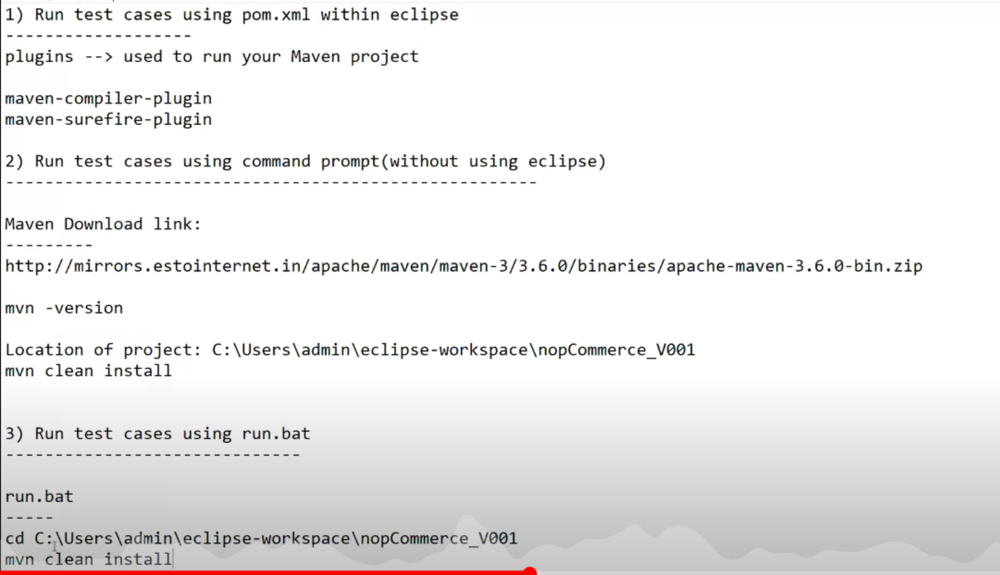 1) Run test cases using pom.xml within eclipse
-------------------
plugins --> used to run your Maven project
maven-compiler-plugin
maven-surefire-plugin
2) Run test cases using command prompt(without using eclipse)
------------------------------------------------------
Maven Download link:
---------
http://mirrors.estointernet.in/apache/maven/maven-3/3.6.0/binaries/apache-maven-3.6.0-bin.zip
mvn -version
Location of project: C:\Users\admin\eclipse-workspace\nopCommerce_V001
mvn clean install
3) Run test cases using run.bat
------------------------------
run.bat
-----
cd C:\Users\admin\eclipse-workspace\nopCommerce_V001
mvn clean install